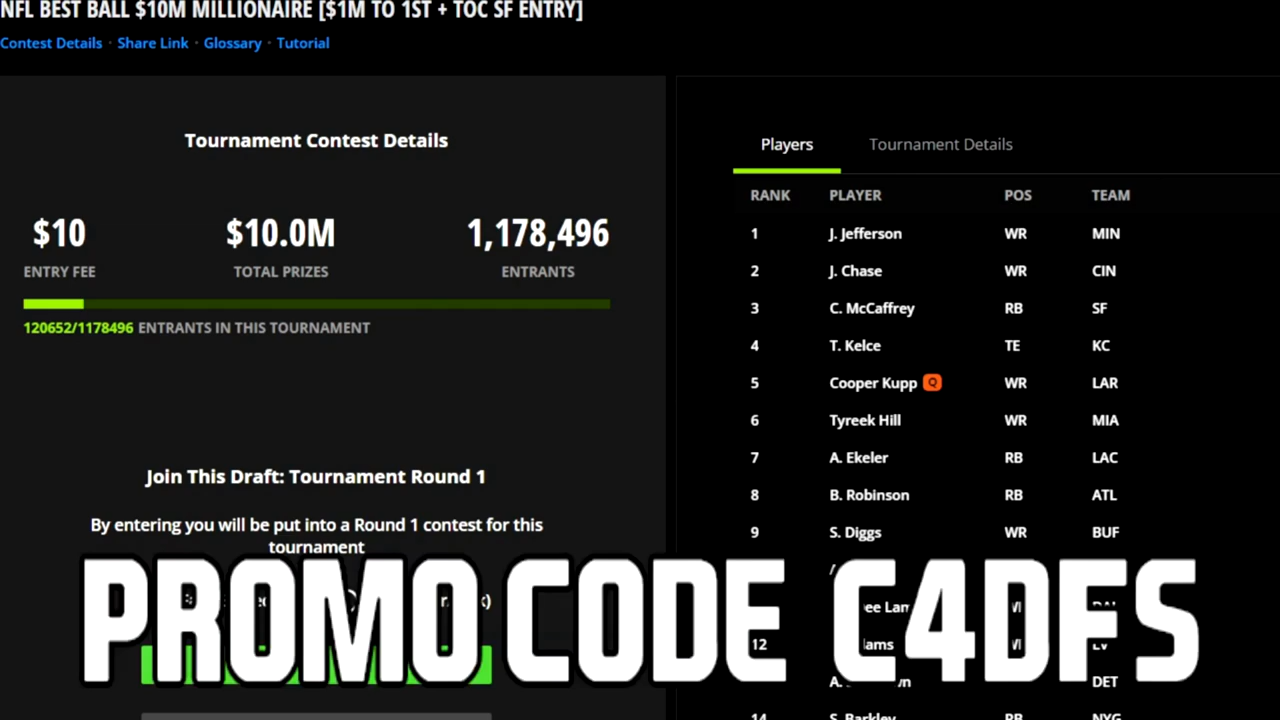 NFL BEST BALL $10M MILLIONAIRE [$1M TO 1ST + TOC SF ENTRY]
Contest Details · Share Link · Glossary · Tutorial
Tournament Contest Details
$10 $10.0M 1,178,496
ENTRY FEE TOTAL PRIZES ENTRANTS
120652/1178496 ENTRANTS IN THIS TOURNAMENT
Join This Draft: Tournament Round 1
By entering you will be put into a Round 1 contest for this
tournament
Players Tournament Details
RANK PLAYER POS TEAM
1 J. Jefferson WR MIN
2 J. Chase WR CIN
3 C. McCaffrey RB SF
4 T. Kelce TE KC
5 Cooper Kupp Q WR LAR
6 Tyreek Hill WR MIA
7 A. Ekeler RB LAC
8 B. Robinson RB ATL
9 S. Diggs WR BUF
12
DET
14 S. Barkley RB NYG
PROMO CODE C4DFS